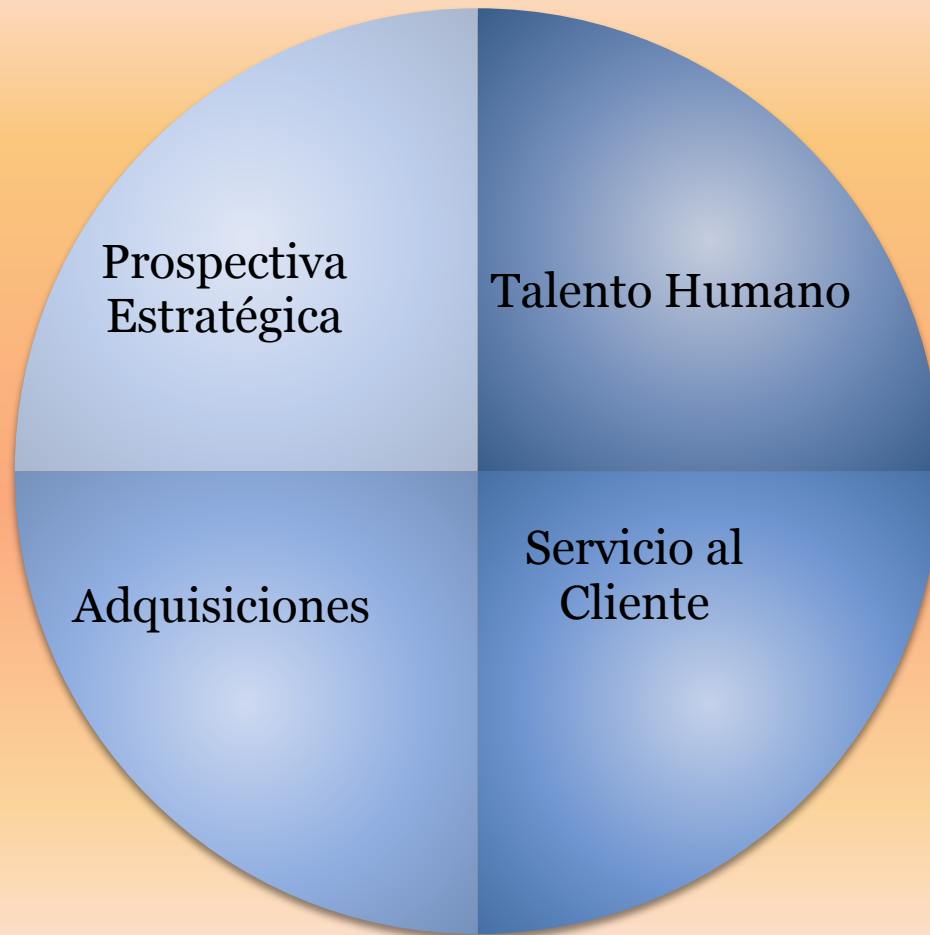 Prospectiva
Estratégica
Talento Humano
Adquisiciones
Servicio al
Cliente